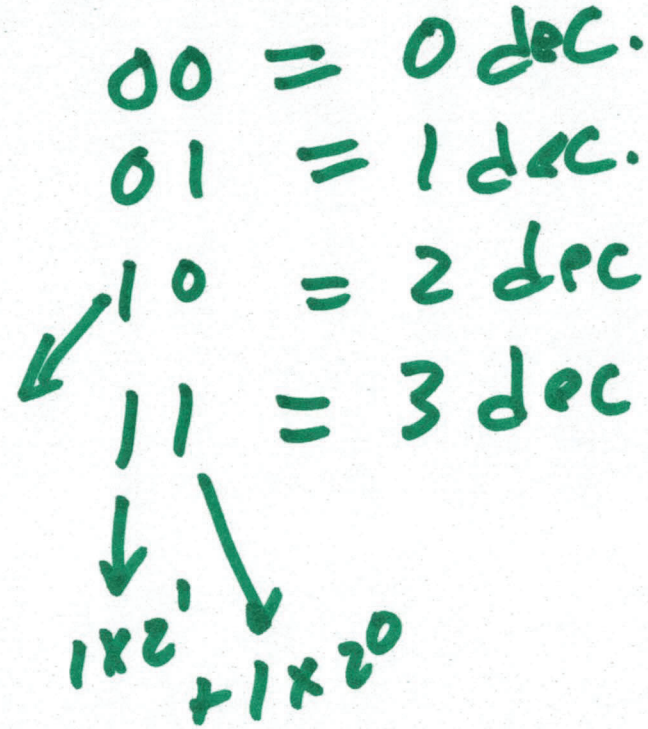 00 = 0 dec.
01 = 1 dec.
10 = 2 dec
11 = 3 dec
1x2¹
+1x2⁰